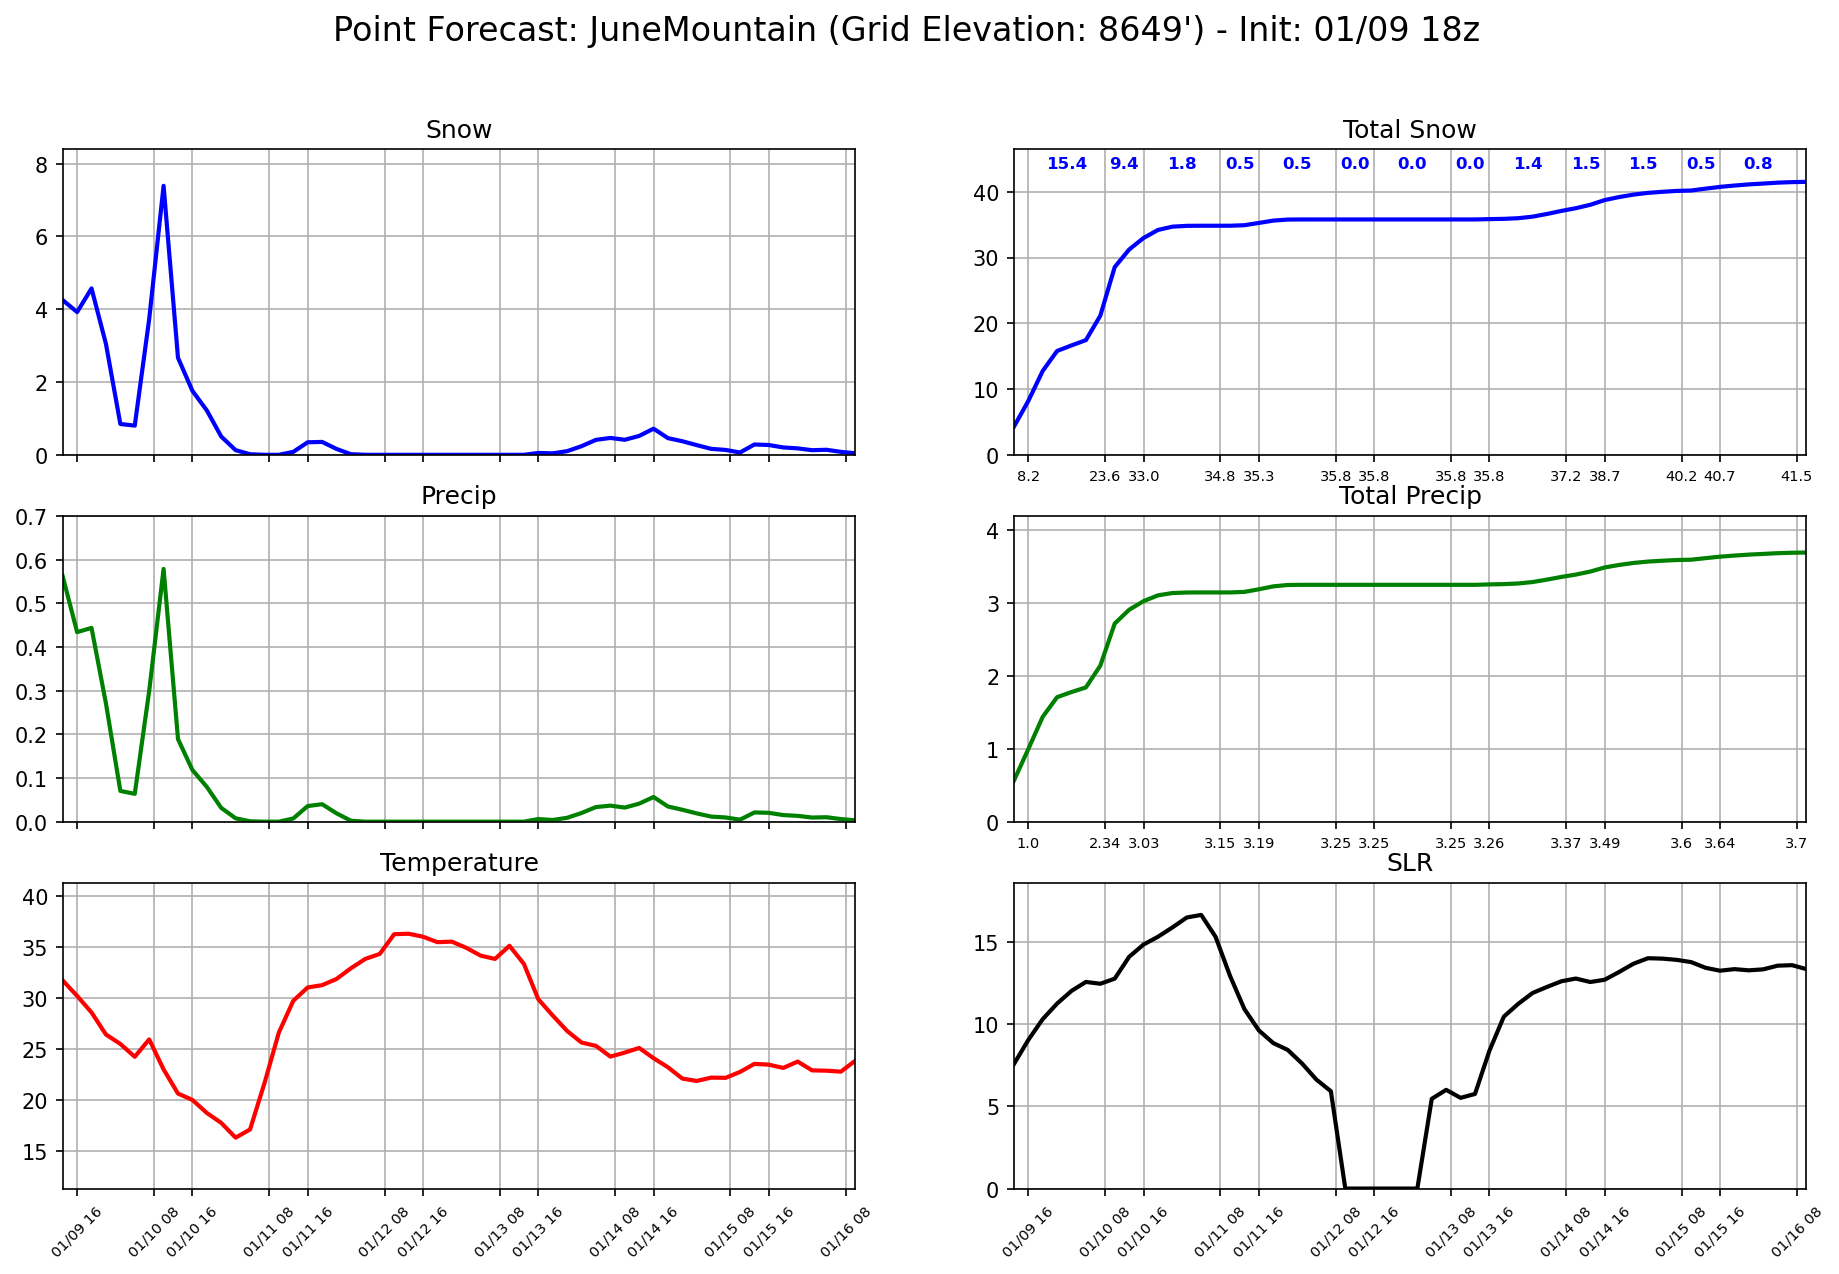 Point Forecast: JuneMountain (Grid Elevation: 8649') - Init: 01/09 18z
Snow
8
6
4
2
0
Total Snow
15.4 9.4 1.8 0.5 0.5 0.0 0.0 0.0 1.4 1.5 1.5 0.5 0.8
40
30
20
10
0
8.2 23.6 33.0 34.8 35.3 35.8 35.8 35.8 35.8 37.2 38.7 40.2 40.7 41.5
Precip
0.7
0.6
0.5
0.4
0.3
0.2
0.1
0.0
Total Precip
4
3
2
1
0
1.0 2.34 3.03 3.15 3.19 3.25 3.25 3.25 3.26 3.37 3.49 3.6 3.64 3.7
Temperature
40
35
30
25
20
15
01/09 16 01/10 08 01/10 16 01/11 08 01/11 16 01/12 08 01/12 16 01/13 08 01/13 16 01/14 08 01/14 16 01/15 08 01/15 16 01/16 08
SLR
15
10
5
0
01/09 16 01/10 08 01/10 16 01/11 08 01/11 16 01/12 08 01/12 16 01/13 08 01/13 16 01/14 08 01/14 16 01/15 08 01/15 16 01/16 08